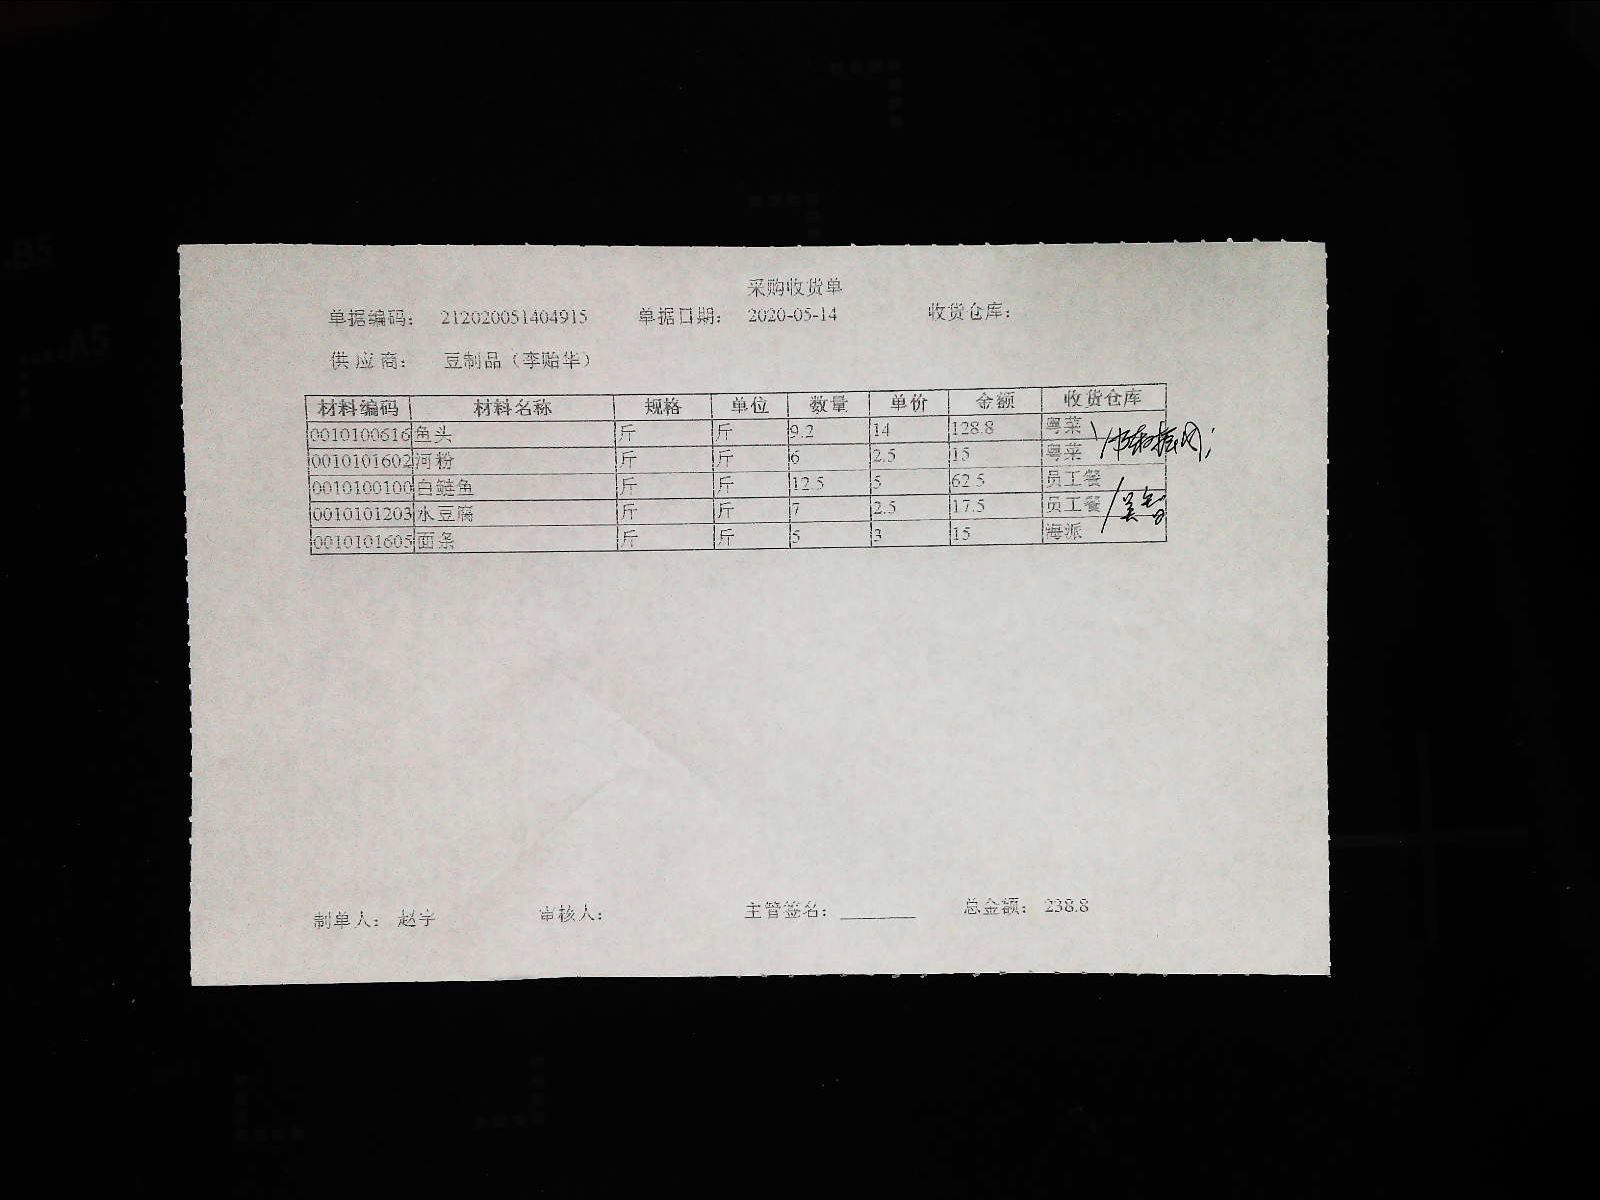 采购收货单
单据编码： 212020051404915 单据日期： 2020-05-14 收货仓库：
供 应 商： 豆制品（李贻华）
材料编码 材料名称 规格 单位 数量 单价 金额 收货仓库
0010100616 鱼头 斤 斤 9.2 14 128.8 粤菜
0010101602 河粉 斤 斤 6 2.5 15 粤菜
0010100100 白鲢鱼 斤 斤 12.5 5 62.5 员工餐
0010101203 水豆腐 斤 斤 7 2.5 17.5 员工餐
0010101605 面条 斤 斤 5 3 15 海派
制单人： 赵宇 审核人： 主管签名： 总金额： 238.8